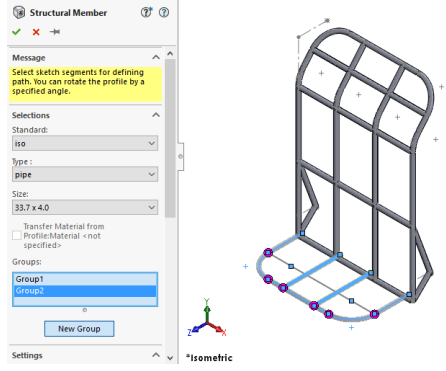 Structural Member
Message
Select sketch segments for defining
path. You can rotate the profile by a
specified angle.
Selections
Standard:
iso
Type :
pipe
Size:
33.7 x 4.0
Transfer Material from
Profile:Material <not
specified>
Groups:
Group1
Group2
New Group
Settings
Y
Z
X
*Isometric